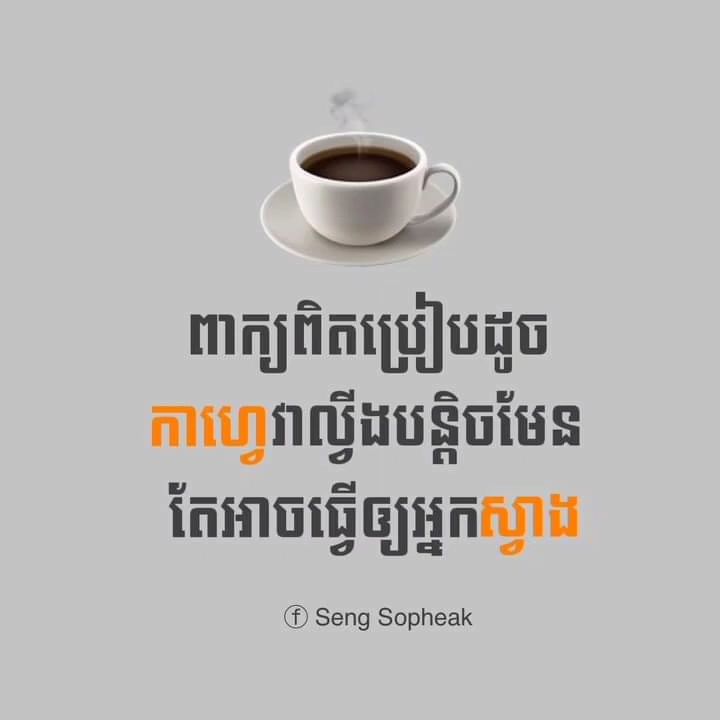 ពាក្យពិតប្រៀបដូច
កាហ្វេវាល្វីងបន្តិចមែន
តែអាចធ្វើឲ្យអ្នកស្វាង
ⓕ Seng Sopheak